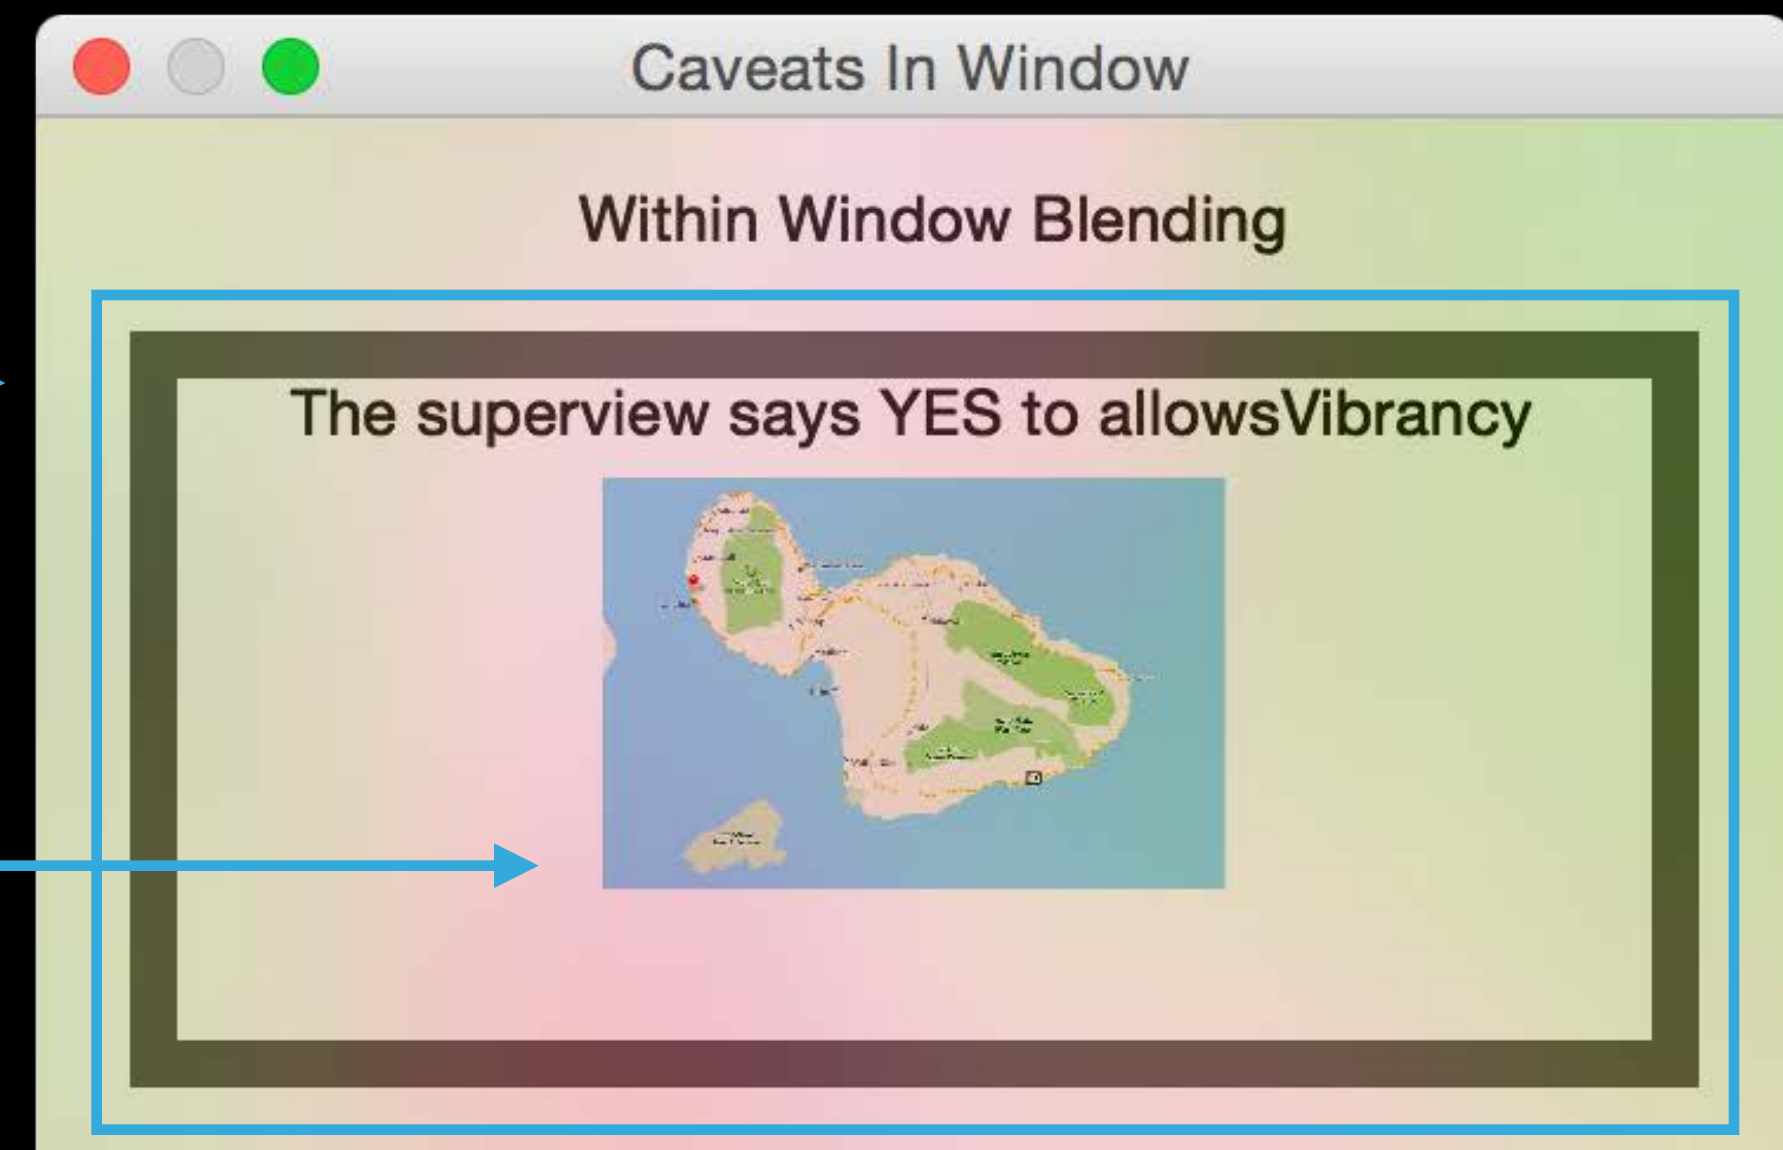 Caveats In Window
Within Window Blending
The superview says YES to allowsVibrancy